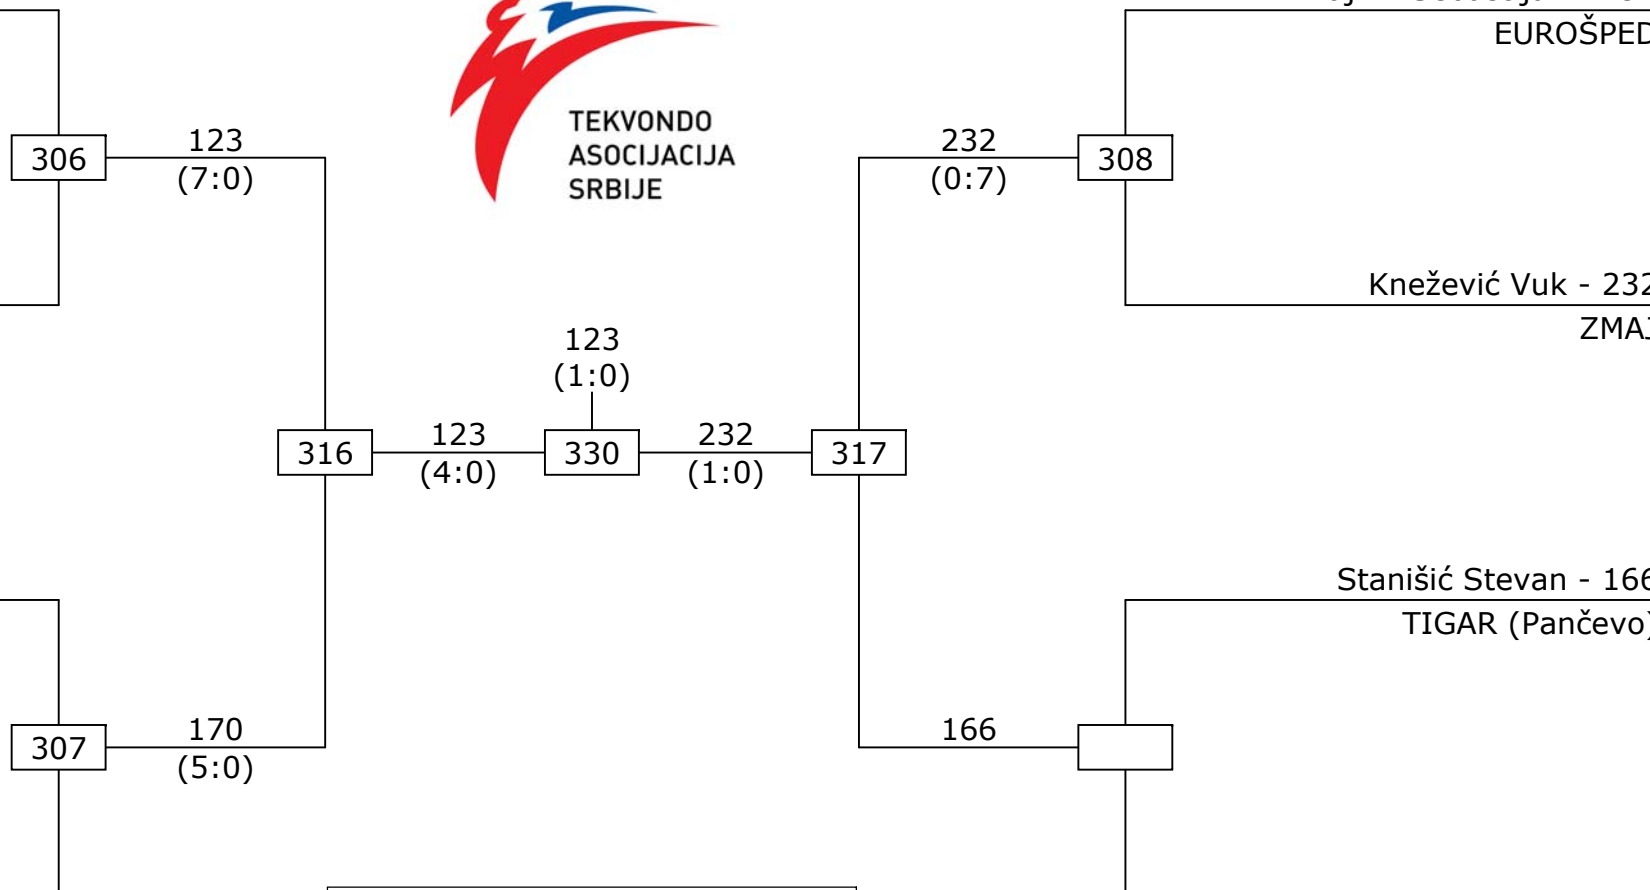 EUROŠPED
306
123
(7:0)
TEKVONDO
ASOCIJACIJA
SRBIJE
232
(0:7)
308
Knežević Vuk - 232
ZMAJ
123
(1:0)
316
123
(4:0)
330
232
(1:0)
317
Stanišić Stevan - 166
TIGAR (Pančevo)
307
170
(5:0)
166